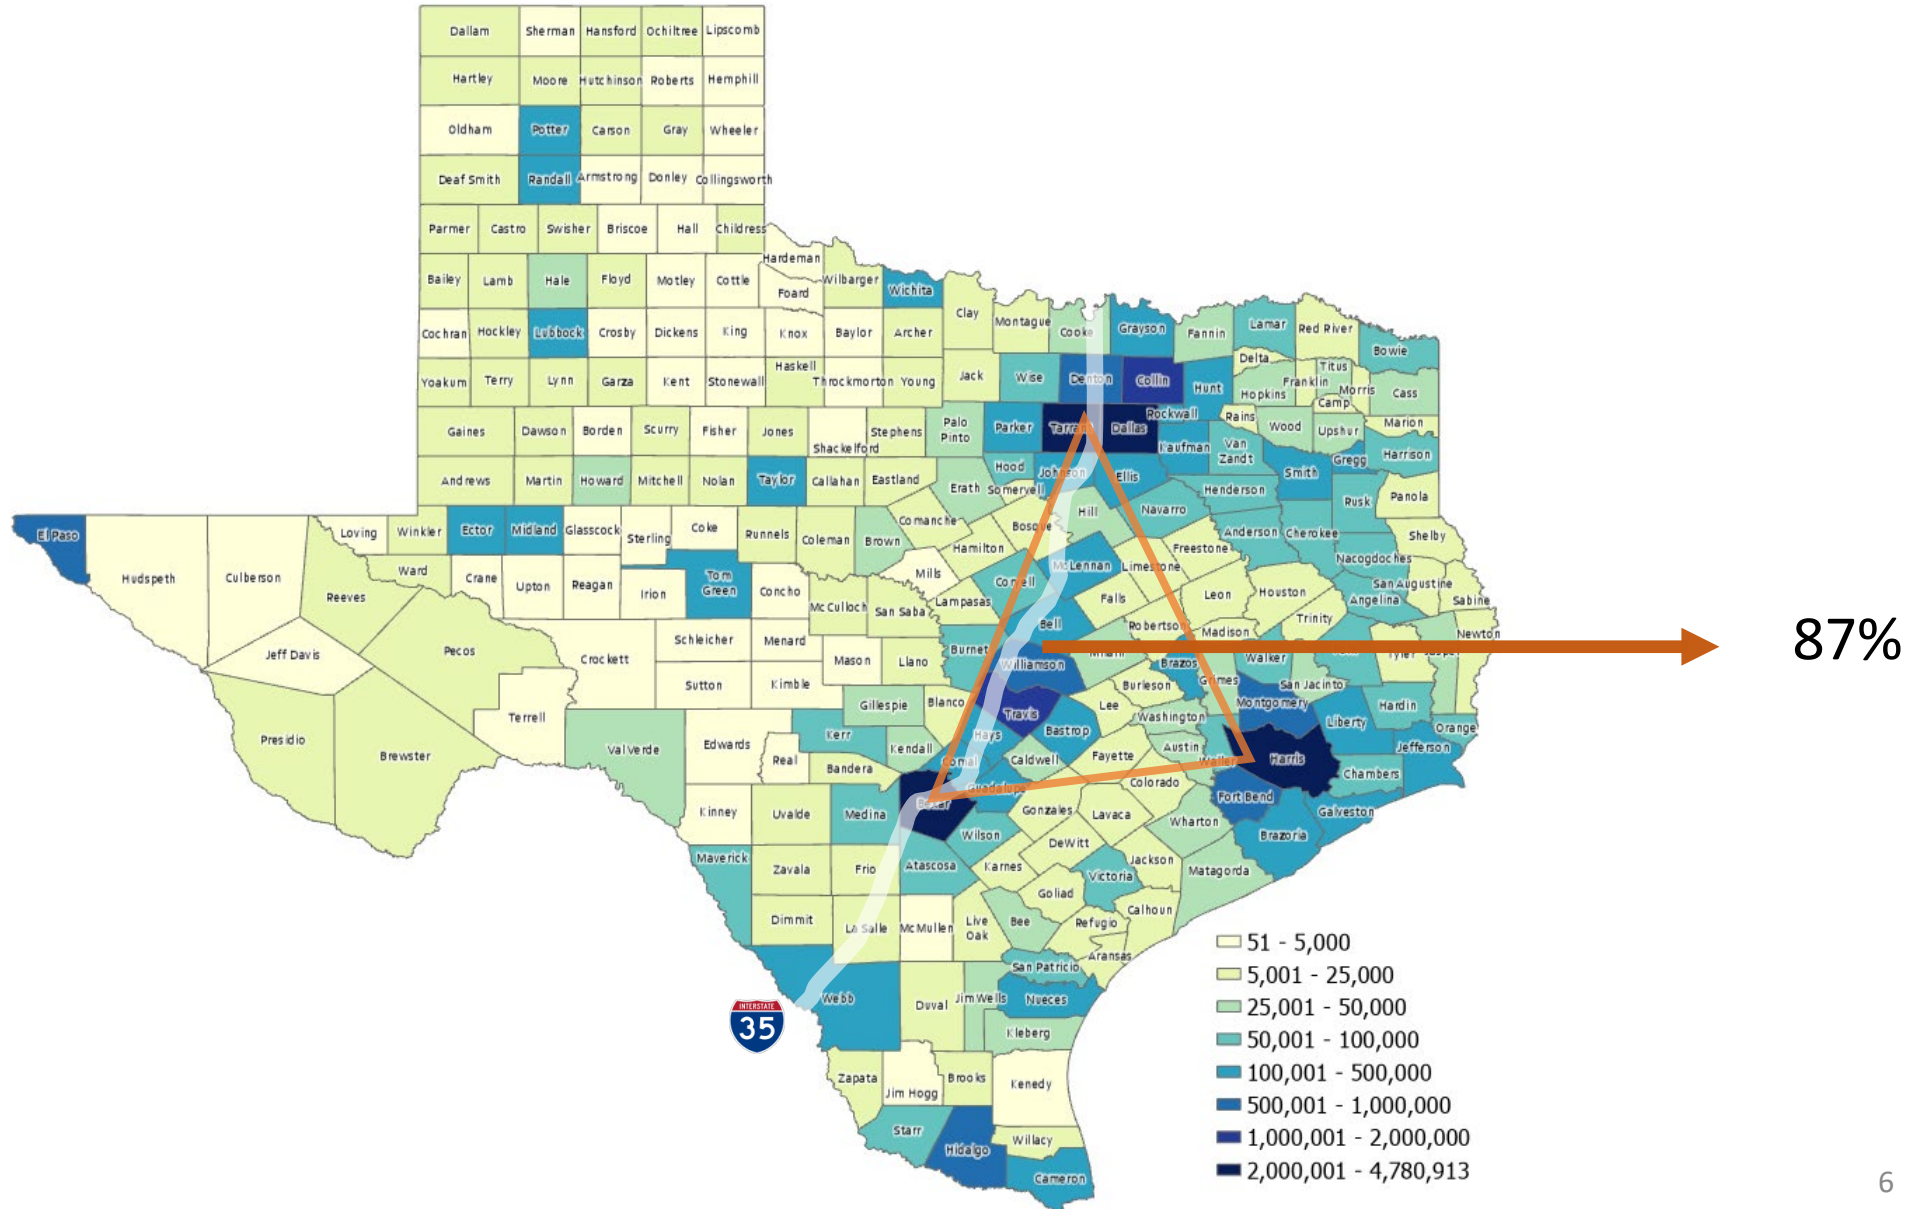 Dallam
Sherman
Hansford
Ochiltree
Lipscomb
Hartley
Moore
Hutchinson
Roberts
Hemphill
Oldham
Potter
Carson
Gray
Wheeler
Deaf Smith
Randall
Armstrong
Donley
Collingsworth
Parmer
Castro
Swisher
Briscoe
Hall
Childress
Hardeman
Bailey
Lamb
Hale
Floyd
Motley
Cottle
Foard
Wilbarger
Wichita
Clay
Montague
Cooke
Grayson
Fannin
Lamar
Red River
Bowie
Cochran
Hockley
Lubbock
Crosby
Dickens
King
Knox
Baylor
Archer
Delta
Titus
Franklin
Morris
Cass
Yoakum
Terry
Lynn
Garza
Kent
Stonewall
Haskell
Throckmorton
Young
Jack
Wise
Denton
Collin
Hunt
Hopkins
Camp
Rockwall
Rains
Wood
Upshur
Marion
Gaines
Dawson
Borden
Scurry
Fisher
Jones
Shackelford
Stephens
Palo
Pinto
Parker
Dallas
Kaufman
Van
Zandt
Smith
Gregg
Harrison
Andrews
Martin
Howard
Mitchell
Nolan
Taylor
Callahan
Eastland
Erath
Hood
Somervell
Johnson
Ellis
Henderson
Rusk
Panola
El Paso
Hudspeth
Culberson
Loving
Winkler
Ector
Midland
Glasscock
Sterling
Coke
Runnels
Coleman
Brown
Comanche
Bosque
Hill
Navarro
Anderson
Cherokee
Shelby
Hamilton
Freestone
Nacogdoches
Reeves
Ward
Crane
Upton
Reagan
Irion
Tom
Green
Concho
McCulloch
San Saba
Mills
Lampasas
Coryell
McLennan
Limestone
Falls
Leon
Houston
San Augustine
Angelina
Sabine
Trinity
Newton
Jeff Davis
Pecos
Crockett
Schleicher
Menard
Mason
Llano
Burnet
Bell
Robertson
Madison
Walker
87%
Williamson
Brazos
Grimes
San Jacinto
Sutton
Kimble
Gillespie
Blanco
Travis
Burleson
Lee
Washington
Montgomery
Liberty
Hardin
Orange
Presidio
Brewster
Terrell
Val Verde
Edwards
Real
Kerr
Kendall
Bandera
Hays
Comal
Bastrop
Caldwell
Fayette
Austin
Waller
Harris
Jefferson
Chambers
Kinney
Uvalde
Medina
Guadalupe
Gonzales
Colorado
Lavaca
Wharton
Fort Bend
Galveston
Brazoria
Wilson
Maverick
Zavala
Frio
Atascosa
Karnes
DeWitt
Jackson
Matagorda
Victoria
Goliad
Calhoun
Dimmit
La Salle
McMullen
Live
Oak
Bee
Refugio
Aransas
San Patricio
Webb
Duval
Jim Wells
Nueces
Kleberg
Zapata
Jim Hogg
Brooks
Kenedy
Starr
Hidalgo
Willacy
Cameron
INTERSTATE
35
51 - 5,000
5,001 - 25,000
25,001 - 50,000
50,001 - 100,000
100,001 - 500,000
500,001 - 1,000,000
1,000,001 - 2,000,000
2,000,001 - 4,780,913
6